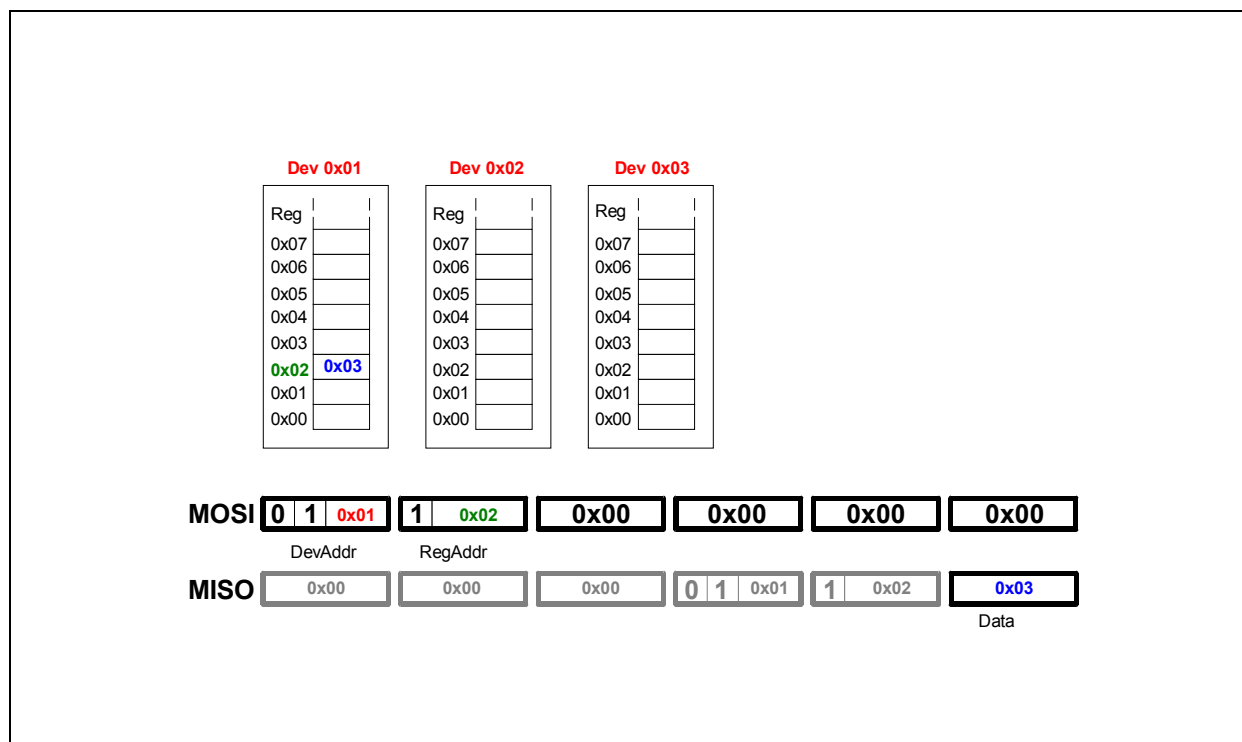 Dev 0x01 Dev 0x02 Dev 0x03
Reg Reg Reg
0x07 0x07 0x07
0x06 0x06 0x06
0x05 0x05 0x05
0x04 0x04 0x04
0x03 0x03 0x03
0x02 0x03 0x02 0x02
0x01 0x01 0x01
0x00 0x00 0x00
MOSI 0 1 0x01 1 0x02 0x00 0x00 0x00 0x00
DevAddr RegAddr
MISO 0x00 0x00 0x00 0 1 0x01 1 0x02 0x03
Data